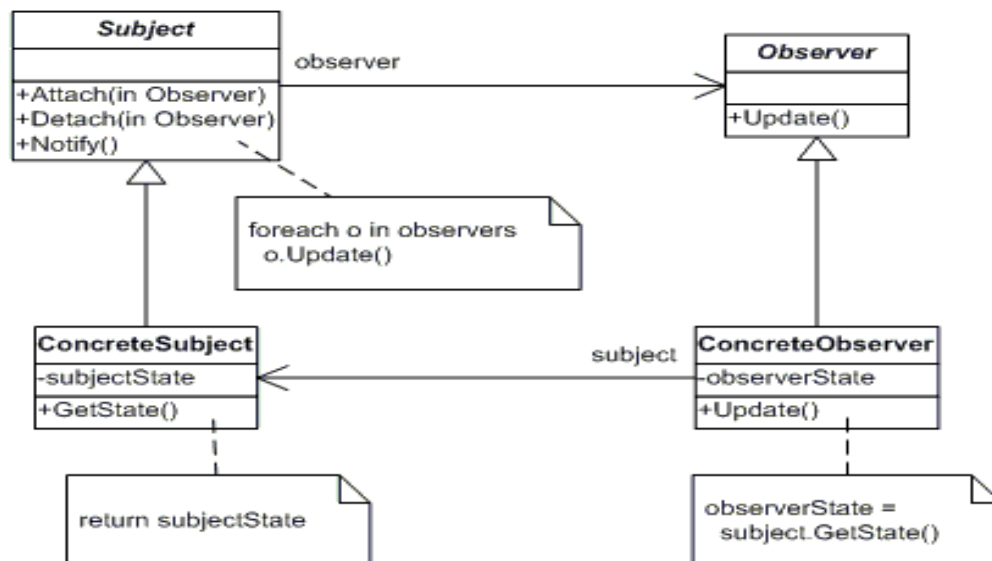 Subject
+Attach(in Observer)
+Detach(in Observer)
+Notify()
observer
Observer
+Update()
foreach o in observers
o.Update()
ConcreteSubject
-subjectState
+GetState()
subject
ConcreteObserver
-observerState
+Update()
return subjectState
observerState =
subject.GetState()